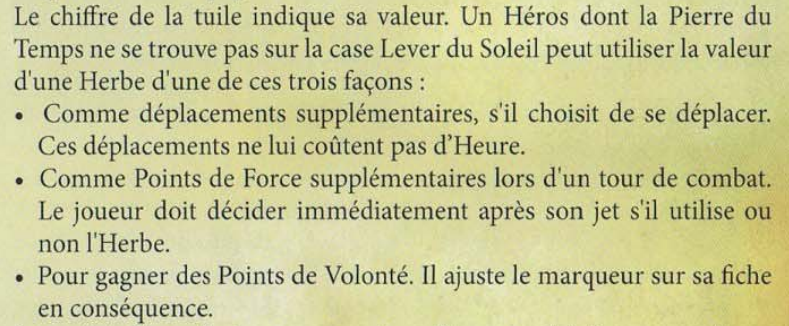 Le chiffre de la tuile indique sa valeur. Un Héros dont la Pierre du
Temps ne se trouve pas sur la case Lever du Soleil peut utiliser la valeur
d'une Herbe d'une de ces trois façons :
• Comme déplacements supplémentaires, s'il choisit de se déplacer.
Ces déplacements ne lui coûtent pas d’Heure.
• Comme Points de Force supplémentaires lors d'un tour de combat.
Le joueur doit décider immédiatement après son jet s'il utilise ou
non l'Herbe.
• Pour gagner des Points de Volonté. Il ajuste le marqueur sur sa fiche
en conséquence.